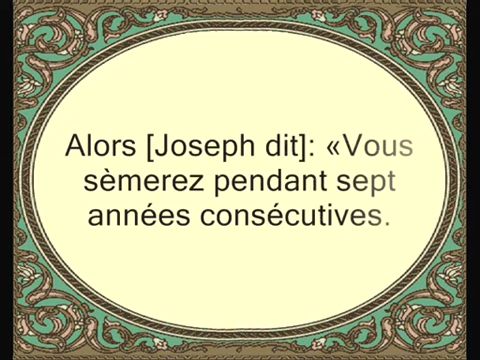 Alors [Joseph dit]: «Vous
sèmerez pendant sept
années consécutives.